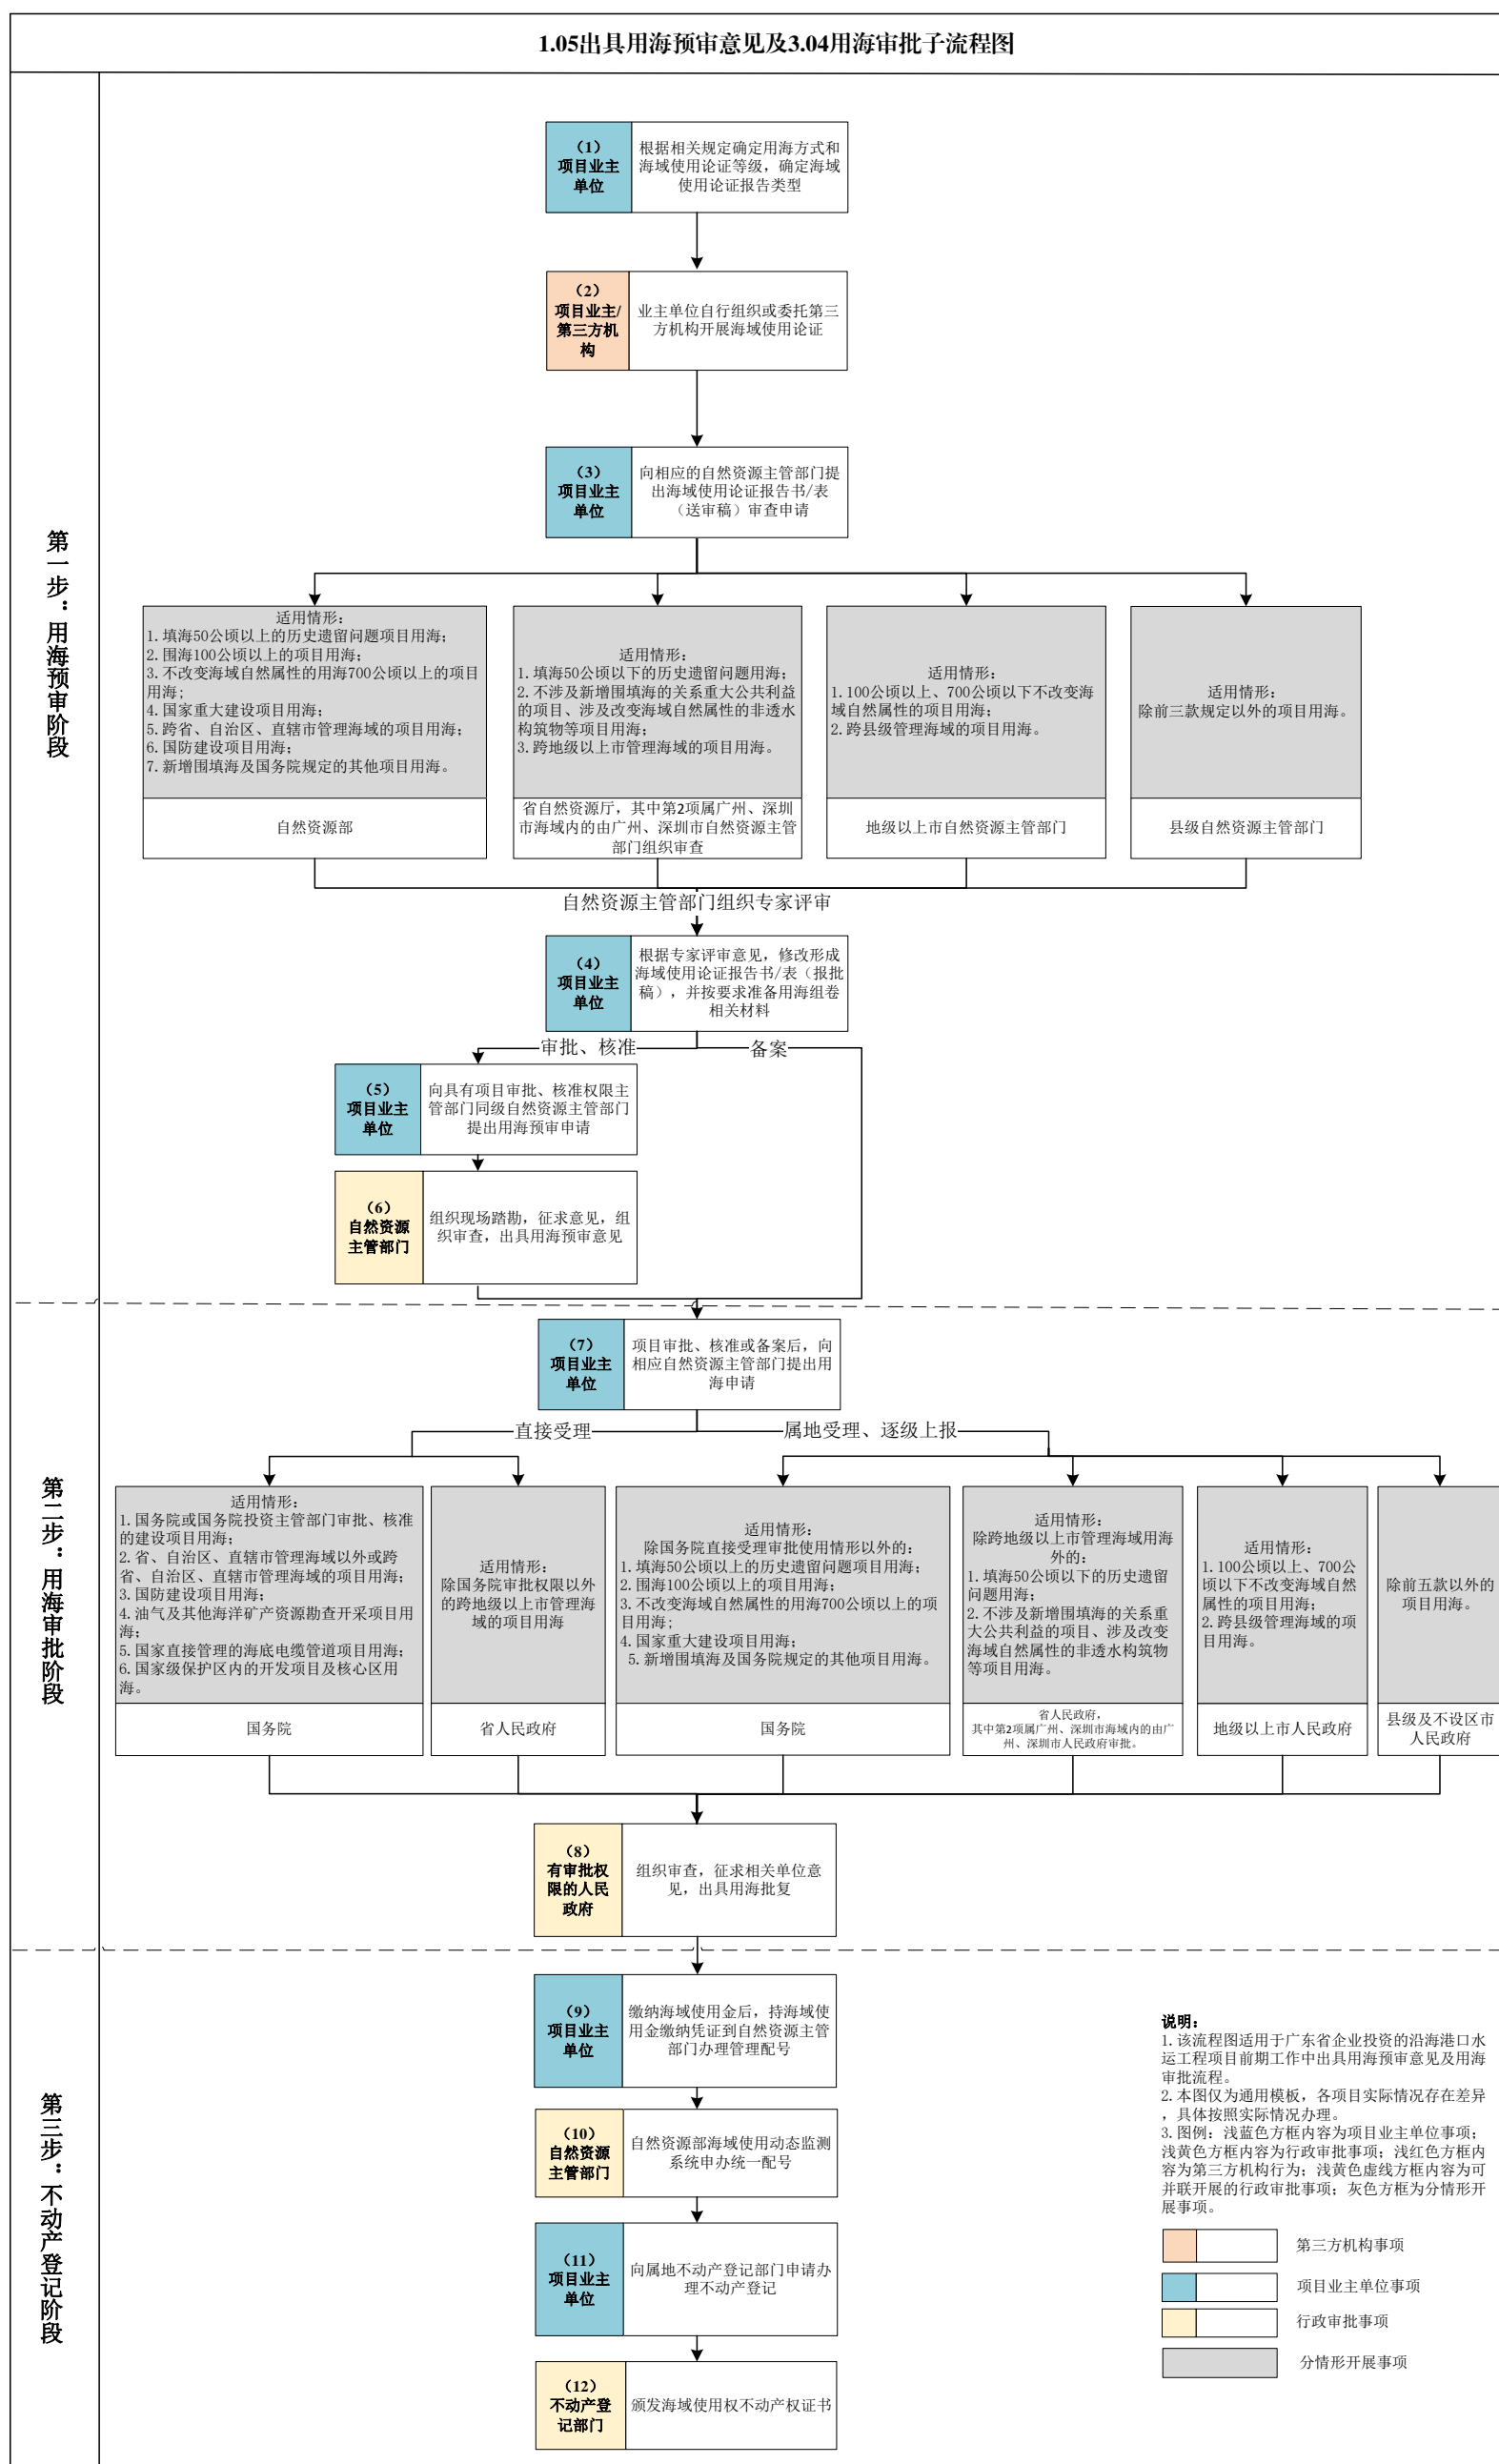 1.05出具用海预审意见及3.04用海审批子流程图
第一步：用海预审阶段
（1）
项目业主
单位
根据相关规定确定用海方式和
海域使用论证等级，确定海域
使用论证报告类型
（2）
项目业主/
第三方机
构
业主单位自行组织或委托第三
方机构开展海域使用论证
（3）
项目业主
单位
向相应的自然资源主管部门提
出海域使用论证报告书/表
（送审稿）审查申请
适用情形：
1.填海50公顷以上的历史遗留问题项目用海；
2.围海100公顷以上的项目用海；
3.不改变海域自然属性的用海700公顷以上的项目
用海;
4.国家重大建设项目用海；
5.跨省、自治区、直辖市管理海域的项目用海；
6.国防建设项目用海；
7.新增围填海及国务院规定的其他项目用海。
自然资源部
适用情形：
1.填海50公顷以下的历史遗留问题用海；
2.不涉及新增围填海的关系重大公共利益
的项目、涉及改变海域自然属性的非透水
构筑物等项目用海；
3.跨地级以上市管理海域的项目用海。
省自然资源厅，其中第2项属广州、深圳
市海域内的由广州、深圳市自然资源主管
部门组织审查
适用情形：
1.100公顷以上、700公顷以下不改变海
域自然属性的项目用海；
2.跨县级管理海域的项目用海。
地级以上市自然资源主管部门
适用情形：
除前三款规定以外的项目用海。
县级自然资源主管部门
自然资源主管部门组织专家评审
（4）
项目业主
单位
根据专家评审意见，修改形成
海域使用论证报告书/表（报批
稿），并按要求准备用海组卷
相关材料
审批、核准
备案
（5）
项目业主
单位
向具有项目审批、核准权限主
管部门同级自然资源主管部门
提出用海预审申请
（6）
自然资源
主管部门
组织现场踏勘，征求意见，组
织审查，出具用海预审意见
第二步：用海审批阶段
（7）
项目业主
单位
项目审批、核准或备案后，向
相应自然资源主管部门提出用
海申请
直接受理
属地受理、逐级上报
适用情形：
1.国务院或国务院投资主管部门审批、核准
的建设项目用海；
2.省、自治区、直辖市管理海域以外或跨
省、自治区、直辖市管理海域的项目用海；
3.国防建设项目用海；
4.油气及其他海洋矿产资源勘查开采项目用
海；
5.国家直接管理的海底电缆管道项目用海；
6.国家级保护区内的开发项目及核心区用
海。
国务院
适用情形：
除国务院审批权限以外
的跨地级以上市管理海
域的项目用海
省人民政府
适用情形：
除国务院直接受理审批使用情形以外的：
1.填海50公顷以上的历史遗留问题项目用海；
2.围海100公顷以上的项目用海；
3.不改变海域自然属性的用海700公顷以上的项
目用海;
4.国家重大建设项目用海；
5.新增围填海及国务院规定的其他项目用海。
国务院
适用情形：
除跨地级以上市管理海域用海
外的：
1.填海50公顷以下的历史遗留
问题用海；
2.不涉及新增围填海的关系重
大公共利益的项目、涉及改变
海域自然属性的非透水构筑物
等项目用海。
省人民政府，
其中第2项属广州、深圳市海域内的由广
州、深圳市人民政府审批。
适用情形：
1.100公顷以上、700公
顷以下不改变海域自然
属性的项目用海；
2.跨县级管理海域的项
目用海。
地级以上市人民政府
除前五款以外的
项目用海。
县级及不设区市
人民政府
（8）
有审批权
限的人民
政府
组织审查，征求相关单位意
见，出具用海批复
第三步：不动产登记阶段
（9）
项目业主
单位
缴纳海域使用金后，持海域使
用金缴纳凭证到自然资源主管
部门办理管理配号
（10）
自然资源
主管部门
自然资源部海域使用动态监测
系统申办统一配号
（11）
项目业主
单位
向属地不动产登记部门申请办
理不动产登记
（12）
不动产登
记部门
颁发海域使用权不动产权证书
说明：
1.该流程图适用于广东省企业投资的沿海港口水
运工程项目前期工作中出具用海预审意见及用海
审批流程。
2.本图仅为通用模板，各项目实际情况存在差异
，具体按照实际情况办理。
3.图例：浅蓝色方框内容为项目业主单位事项；
浅黄色方框内容为行政审批事项；浅红色方框内
容为第三方机构行为；浅黄色虚线方框内容为可
并联开展的行政审批事项；灰色方框为分情形开
展事项。
第三方机构事项
项目业主单位事项
行政审批事项
分情形开展事项